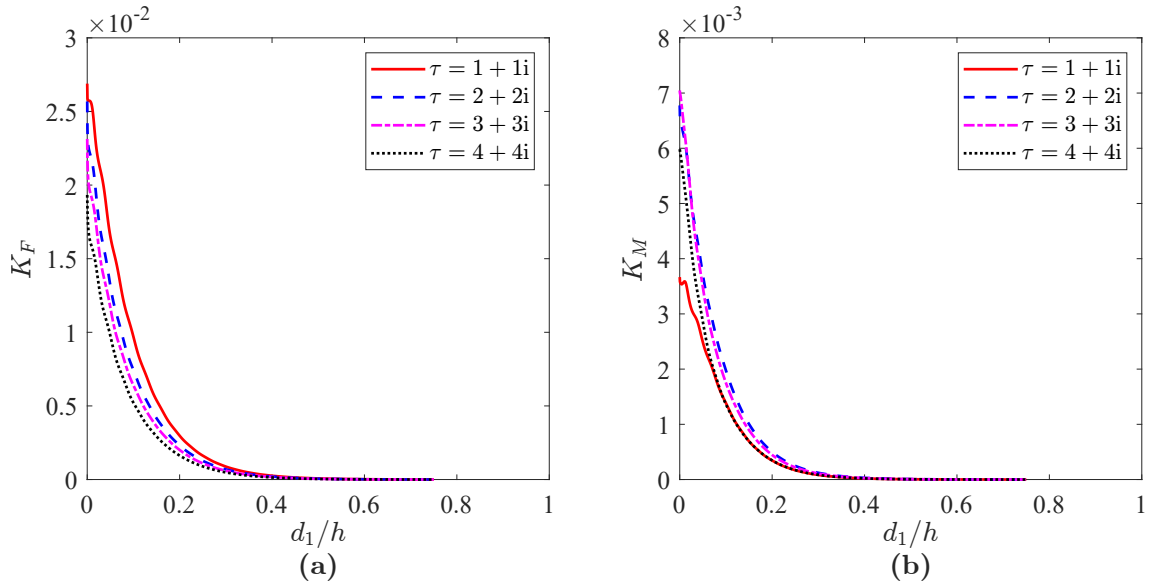 ×10⁻²
3
2.5
2
1.5
1
0.5
0
K_F
0 0.2 0.4 0.6 0.8 1
d₁/h
(a)
τ = 1 + 1i
τ = 2 + 2i
τ = 3 + 3i
τ = 4 + 4i
×10⁻³
8
7
6
5
4
3
2
1
0
K_M
0 0.2 0.4 0.6 0.8 1
d₁/h
(b)
τ = 1 + 1i
τ = 2 + 2i
τ = 3 + 3i
τ = 4 + 4i